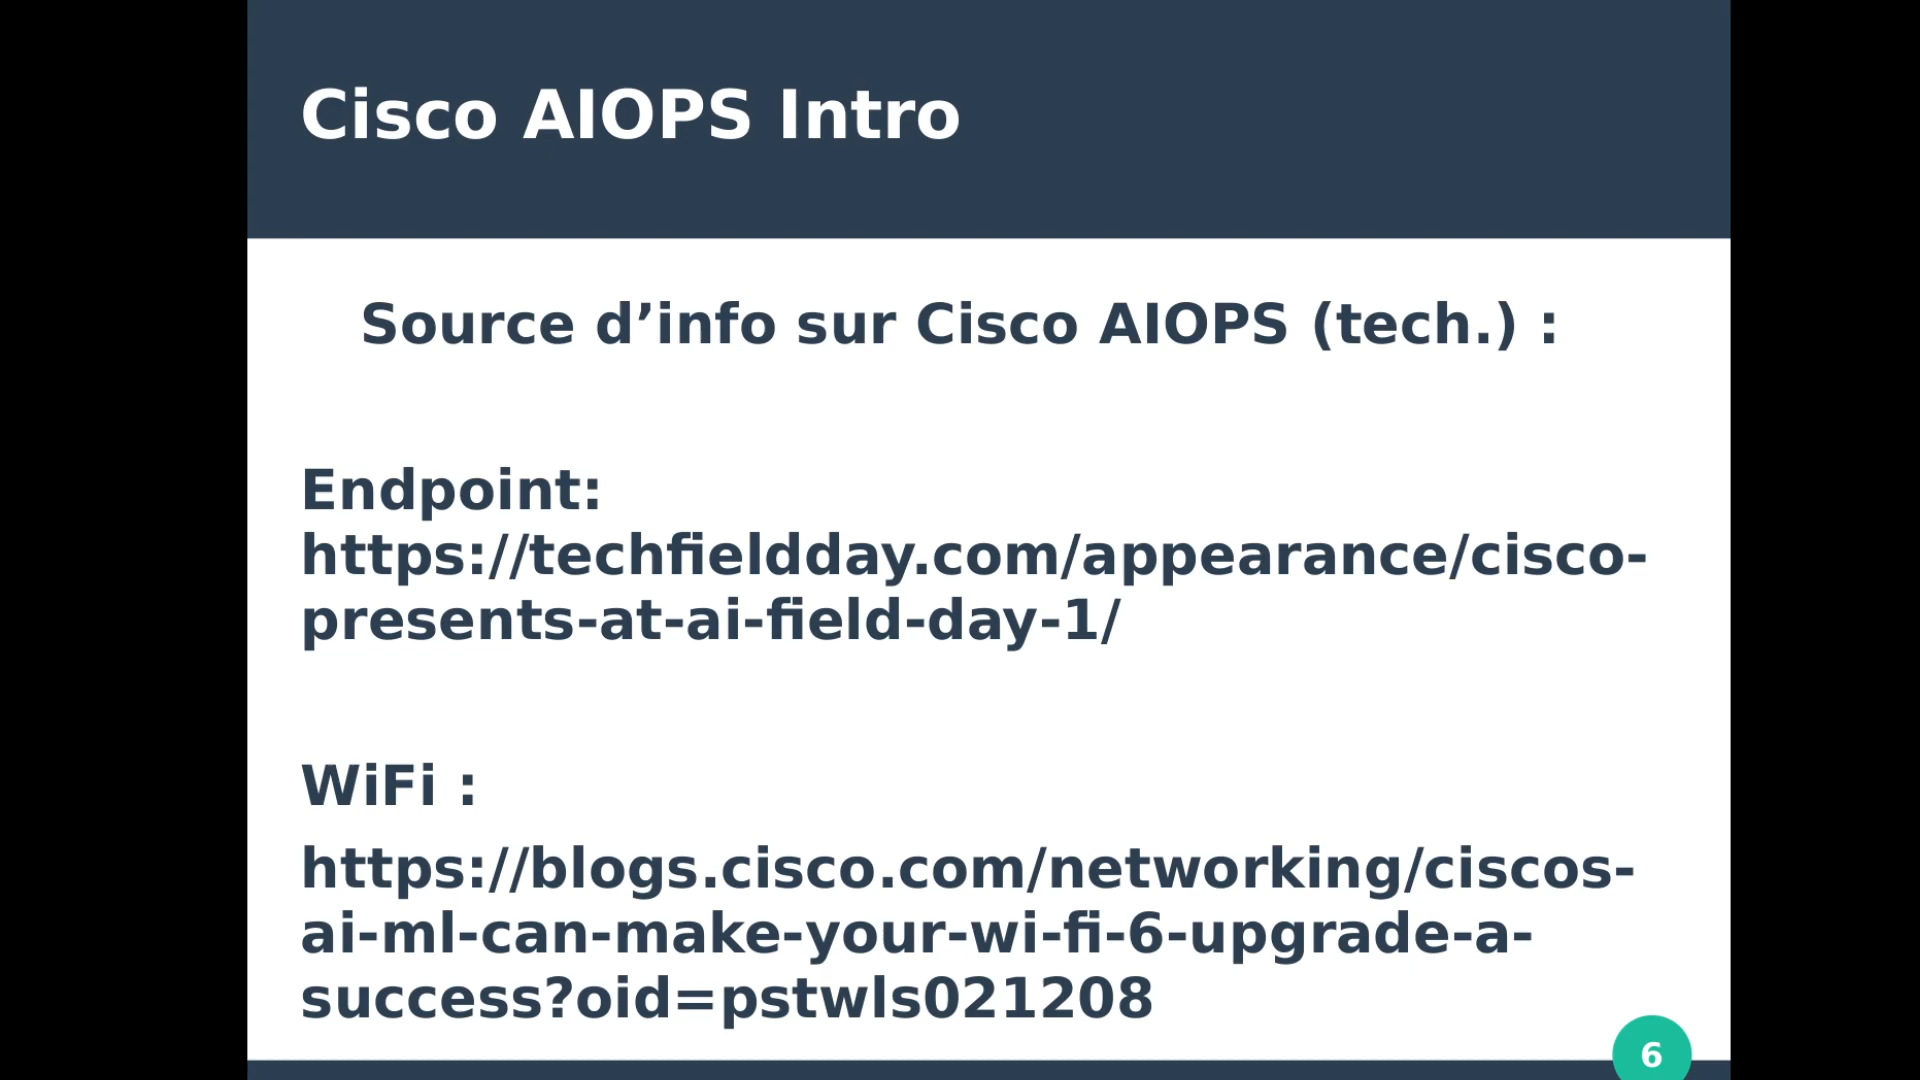 Cisco AIOPS Intro
Source d’info sur Cisco AIOPS (tech.) :
Endpoint:
https://techfieldday.com/appearance/cisco-
presents-at-ai-field-day-1/
WiFi :
https://blogs.cisco.com/networking/ciscos-
ai-ml-can-make-your-wi-fi-6-upgrade-a-
success?oid=pstwls021208
6